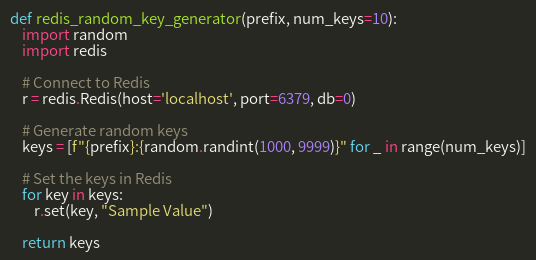 def redis_random_key_generator(prefix, num_keys=10):
    import random
    import redis

    # Connect to Redis
    r = redis.Redis(host='localhost', port=6379, db=0)

    # Generate random keys
    keys = [f"{prefix}:{random.randint(1000, 9999)}" for _ in range(num_keys)]

    # Set the keys in Redis
    for key in keys:
        r.set(key, "Sample Value")

    return keys